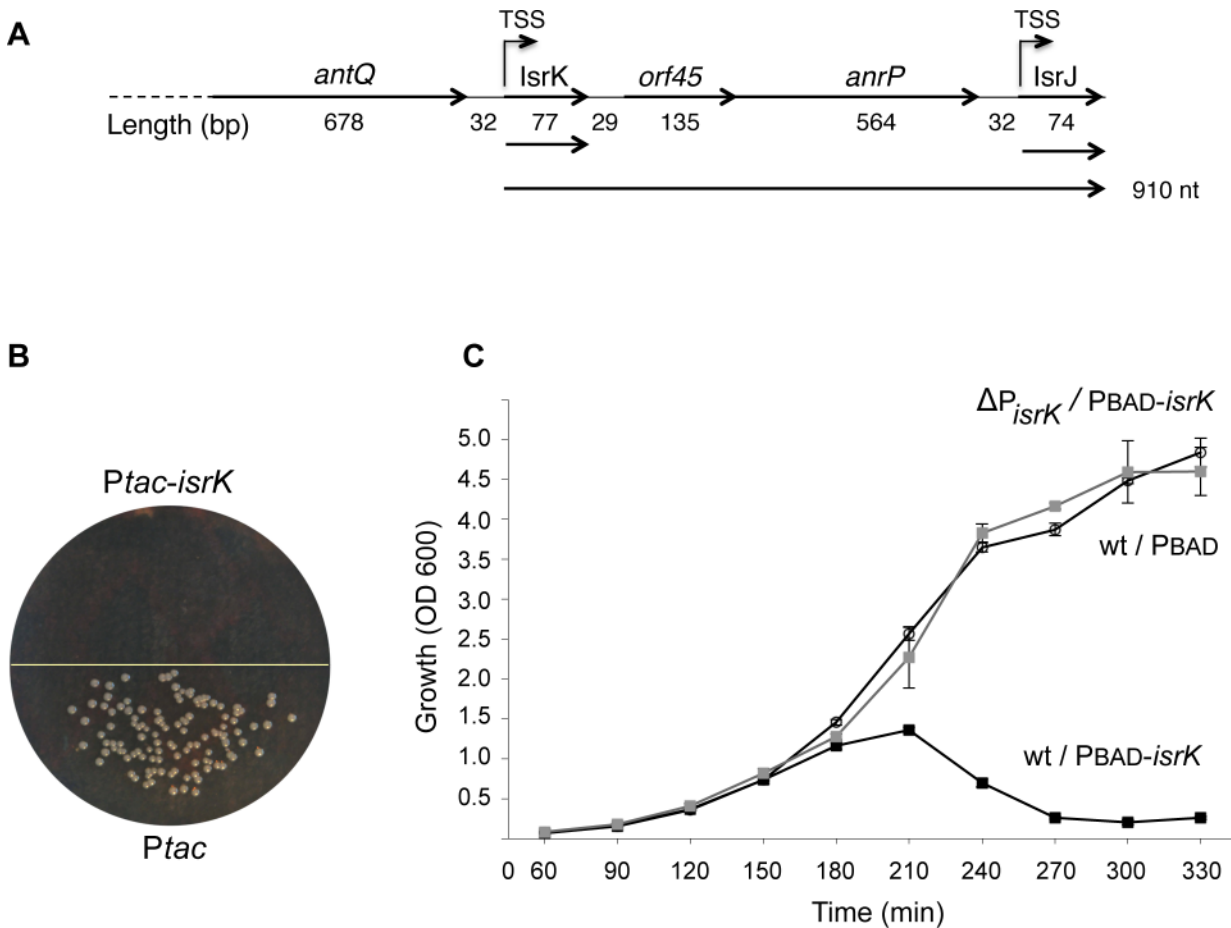 A
TSS TSS
antQ IsrK orf45 anrP IsrJ
Length (bp) 678 32 77 29 135 564 32 74
910 nt
B
Ptac-isrK
Ptac
C
ΔPisrK / PBAD-isrK
wt / PBAD
wt / PBAD-isrK
Growth (OD 600)
5.0
4.5
4.0
3.5
3.0
2.5
2.0
1.5
1.0
0.5
0 60 90 120 150 180 210 240 270 300 330
Time (min)